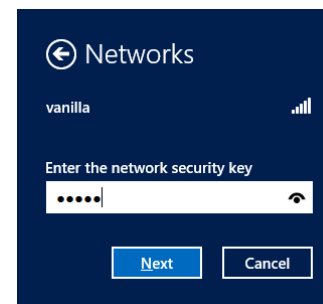 Networks
vanilla
Enter the network security key
•••••
Next Cancel